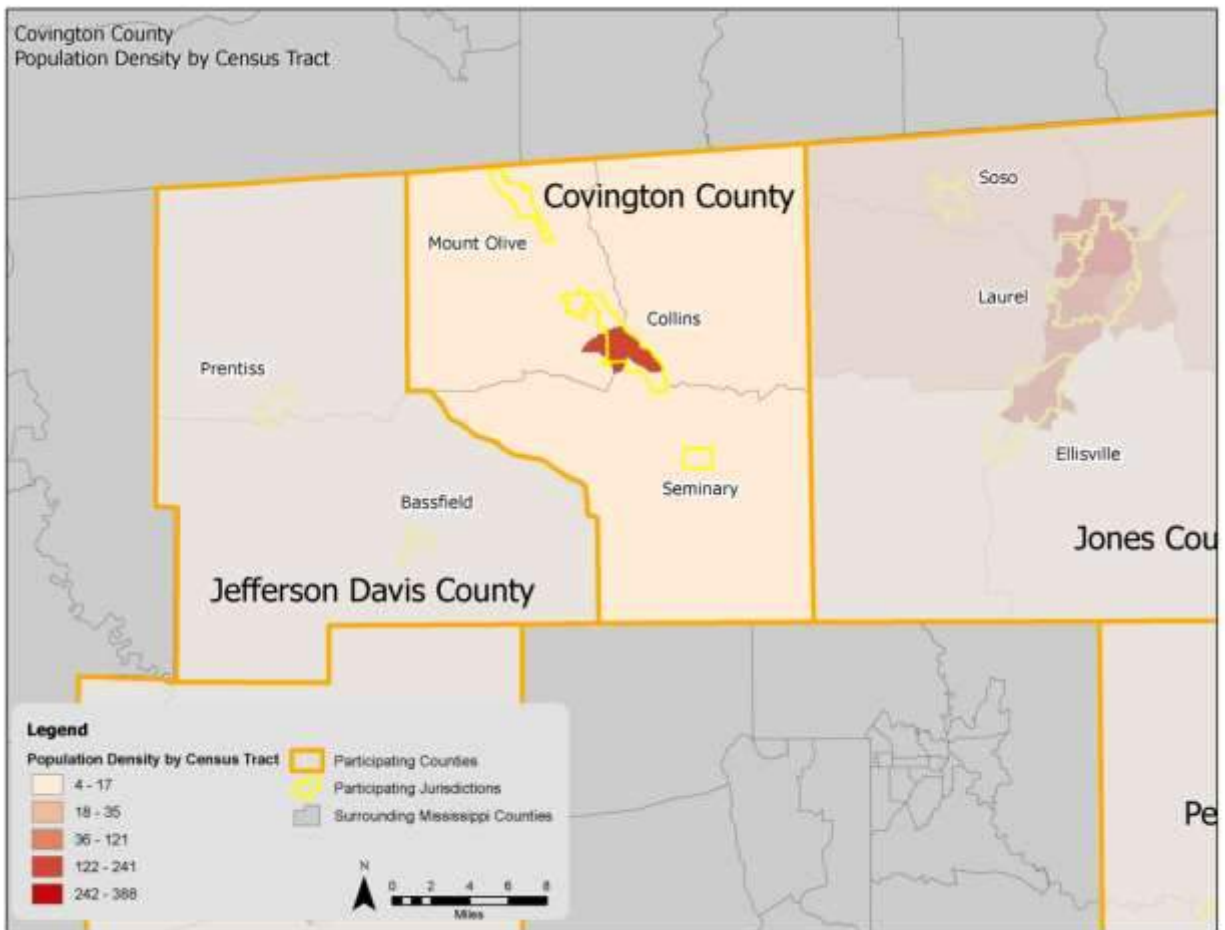 Covington County
Population Density by Census Tract
Soso
Covington County
Mount Olive
Laurel
Collins
Prentiss
Ellisville
Seminary
Bassfield
Jones Cou
Jefferson Davis County
Pe
Legend
Population Density by Census Tract
4 - 17
18 - 35
36 - 121
122 - 241
242 - 388
Participating Counties
Participating Jurisdictions
Surrounding Mississippi Counties
N
0 2 4 6 8
Miles